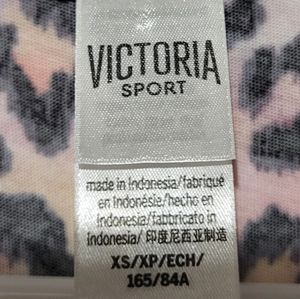 VICTORIA
SPORT
made in Indonesia/fabriqué
en Indonésie/hecho en
Indonesia/fabbricato in
Indonesia/印度尼西亚制造
XS/XP/ECH/
165/84A